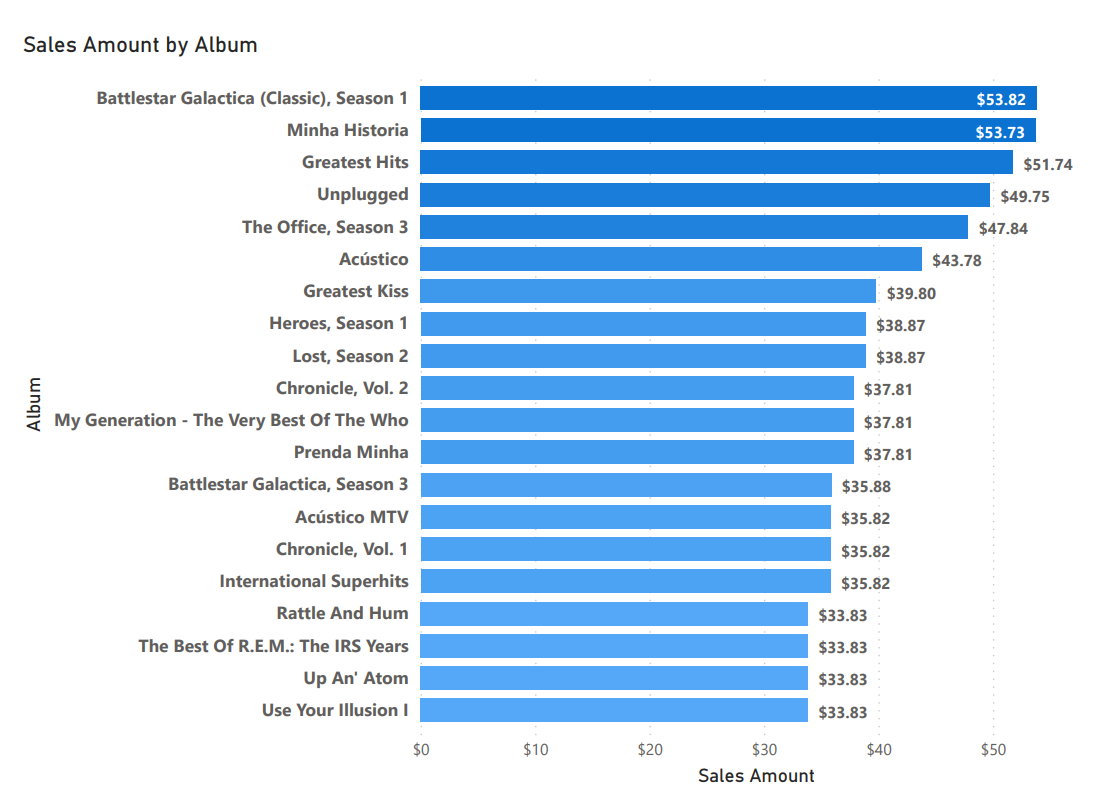 Sales Amount by Album
Battlestar Galactica (Classic), Season 1 $53.82
Minha Historia $53.73
Greatest Hits $51.74
Unplugged $49.75
The Office, Season 3 $47.84
Acústico $43.78
Greatest Kiss $39.80
Heroes, Season 1 $38.87
Lost, Season 2 $38.87
Chronicle, Vol. 2 $37.81
My Generation - The Very Best Of The Who $37.81
Prenda Minha $37.81
Battlestar Galactica, Season 3 $35.88
Acústico MTV $35.82
Chronicle, Vol. 1 $35.82
International Superhits $35.82
Rattle And Hum $33.83
The Best Of R.E.M.: The IRS Years $33.83
Up An' Atom $33.83
Use Your Illusion I $33.83
Album
$0 $10 $20 $30 $40 $50
Sales Amount